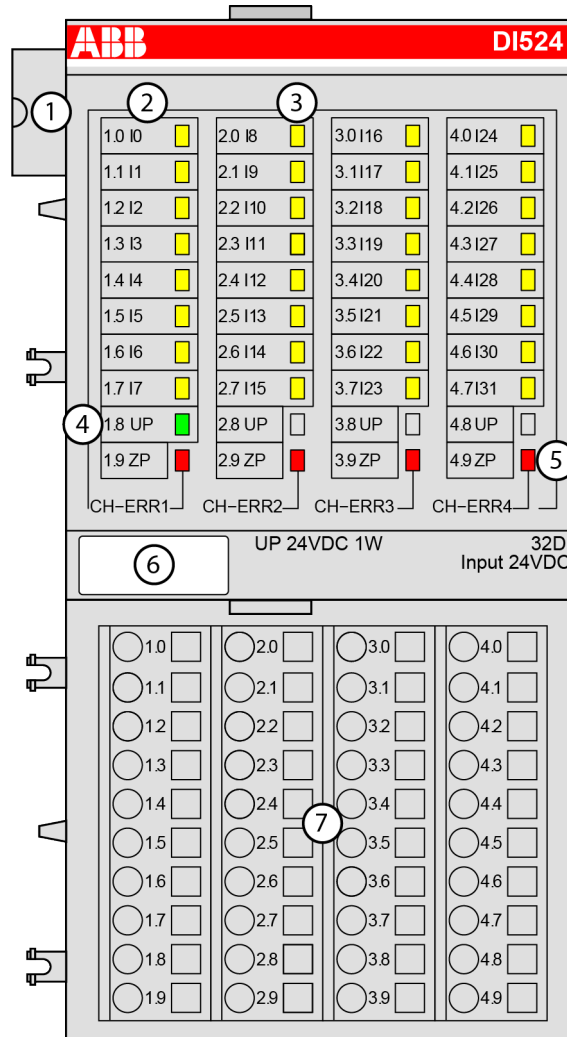 ABB DI524
1 2 3
1.0 I0 2.0 I8 3.0 I16 4.0 I24
1.1 I1 2.1 I9 3.1 I17 4.1 I25
1.2 I2 2.2 I10 3.2 I18 4.2 I26
1.3 I3 2.3 I11 3.3 I19 4.3 I27
1.4 I4 2.4 I12 3.4 I20 4.4 I28
1.5 I5 2.5 I13 3.5 I21 4.5 I29
1.6 I6 2.6 I14 3.6 I22 4.6 I30
1.7 I7 2.7 I15 3.7 I23 4.7 I31
4 1.8 UP 2.8 UP 3.8 UP 4.8 UP
1.9 ZP 2.9 ZP 3.9 ZP 4.9 ZP 5
CH-ERR1 CH-ERR2 CH-ERR3 CH-ERR4
UP 24VDC 1W 32D
6 Input 24VDC
1.0 2.0 3.0 4.0
1.1 2.1 3.1 4.1
1.2 2.2 3.2 4.2
1.3 2.3 3.3 4.3
1.4 2.4 3.4 4.4
7
1.5 2.5 3.5 4.5
1.6 2.6 3.6 4.6
1.7 2.7 3.7 4.7
1.8 2.8 3.8 4.8
1.9 2.9 3.9 4.9